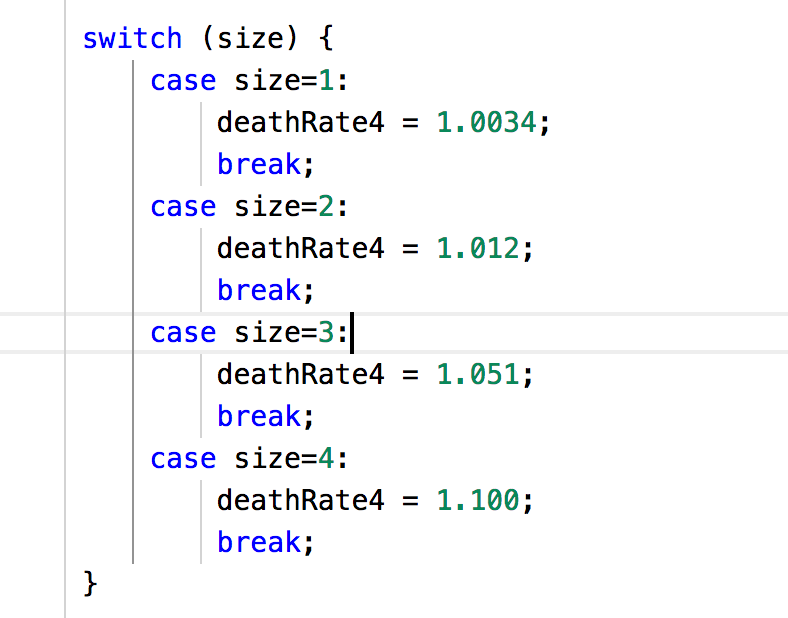 switch (size) {
    case size=1:
        deathRate4 = 1.0034;
        break;
    case size=2:
        deathRate4 = 1.012;
        break;
    case size=3:
        deathRate4 = 1.051;
        break;
    case size=4:
        deathRate4 = 1.100;
        break;
}